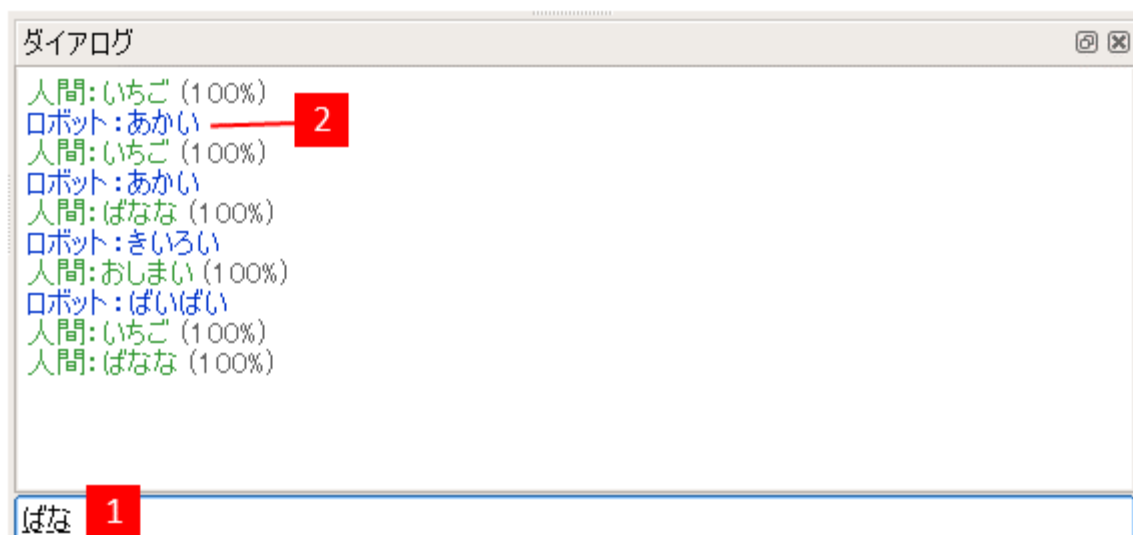 ダイアログ
人間:いちご (100%)
ロボット:あかい
2
人間:いちご (100%)
ロボット:あかい
人間:ばなな (100%)
ロボット:きいろい
人間:おしまい (100%)
ロボット:ばいばい
人間:いちご (100%)
人間:ばなな (100%)
ばな
1